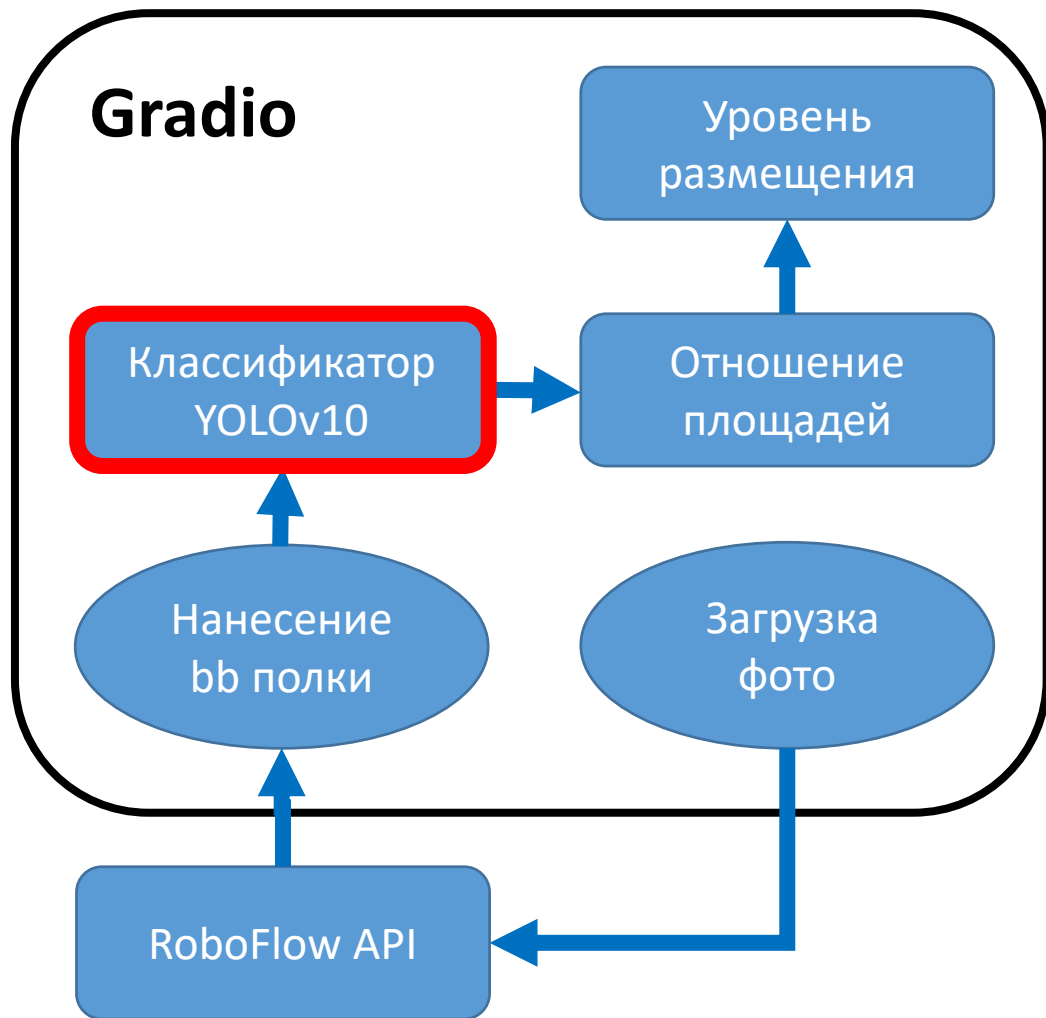 Gradio
Уровень
размещения
Классификатор
YOLOv10
Отношение
площадей
Нанесение
bb полки
Загрузка
фото
RoboFlow API